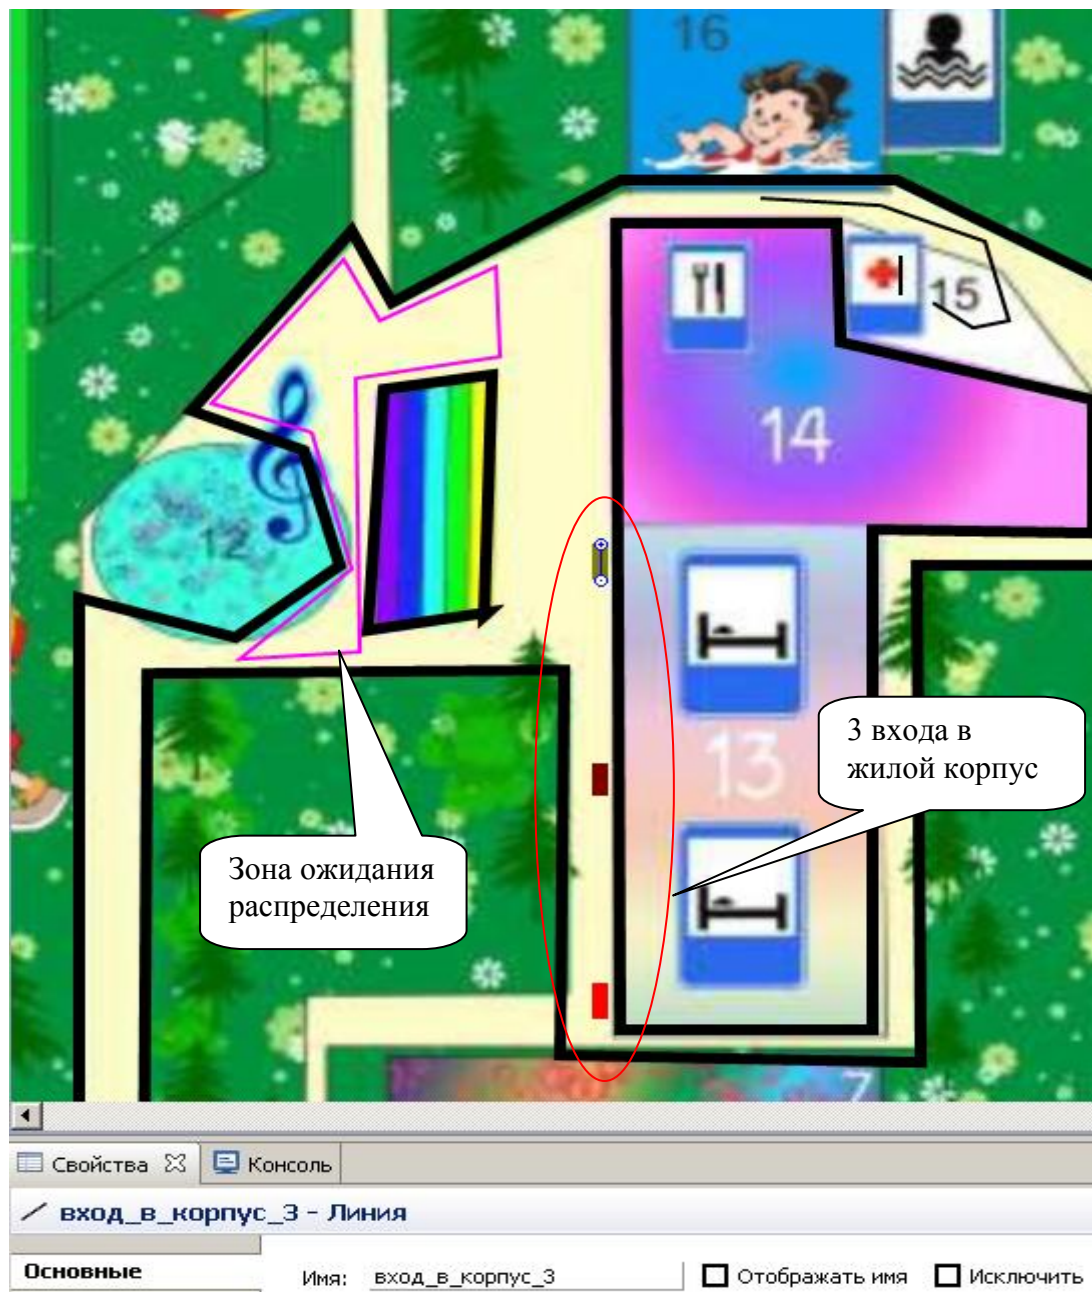 16
15
14
12
3 входа в
жилой корпус
13
Зона ожидания
распределения
7
Свойства
Консоль
вход_в_корпус_3 - Линия
Основные
Имя: вход_в_корпус_3 Отображать имя Исключить